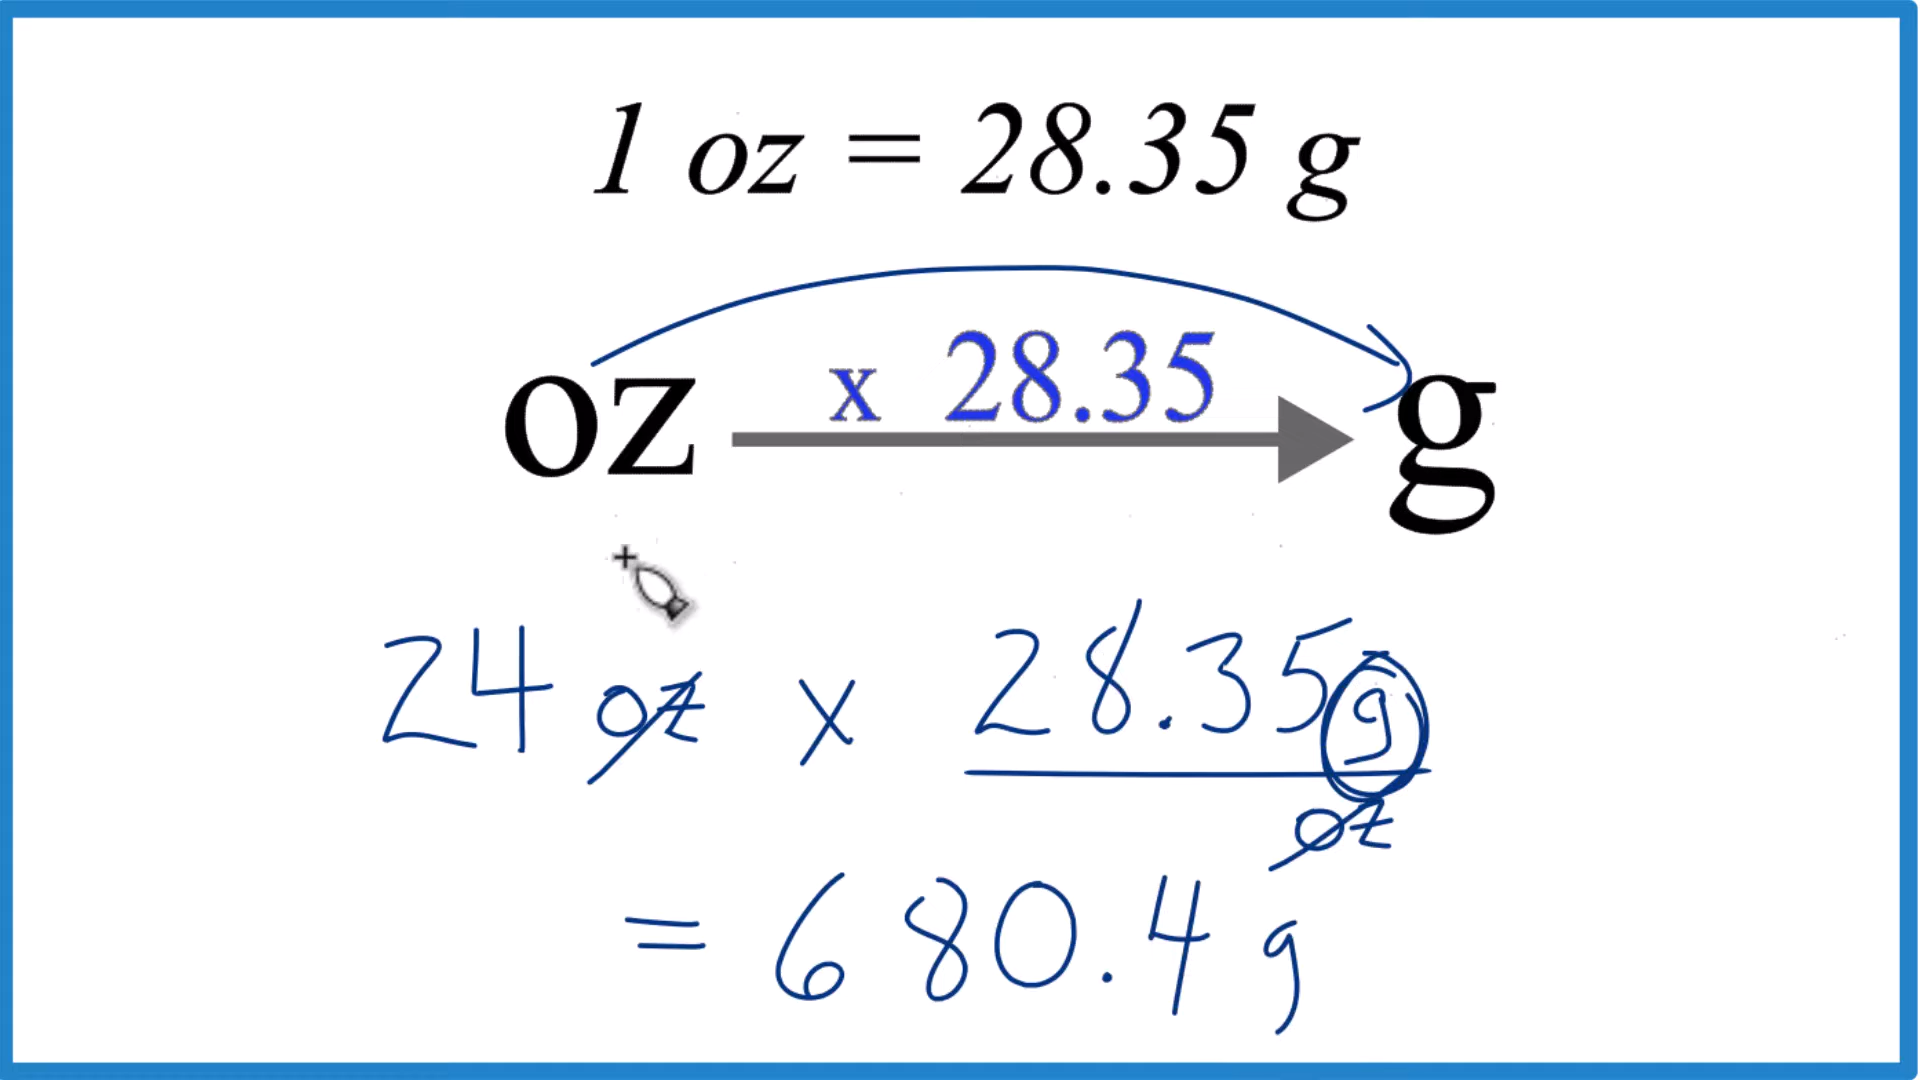 1 oz = 28.35 g
x 28.35
oz g
24 oz x 28.35 g
oz
= 680.4 g